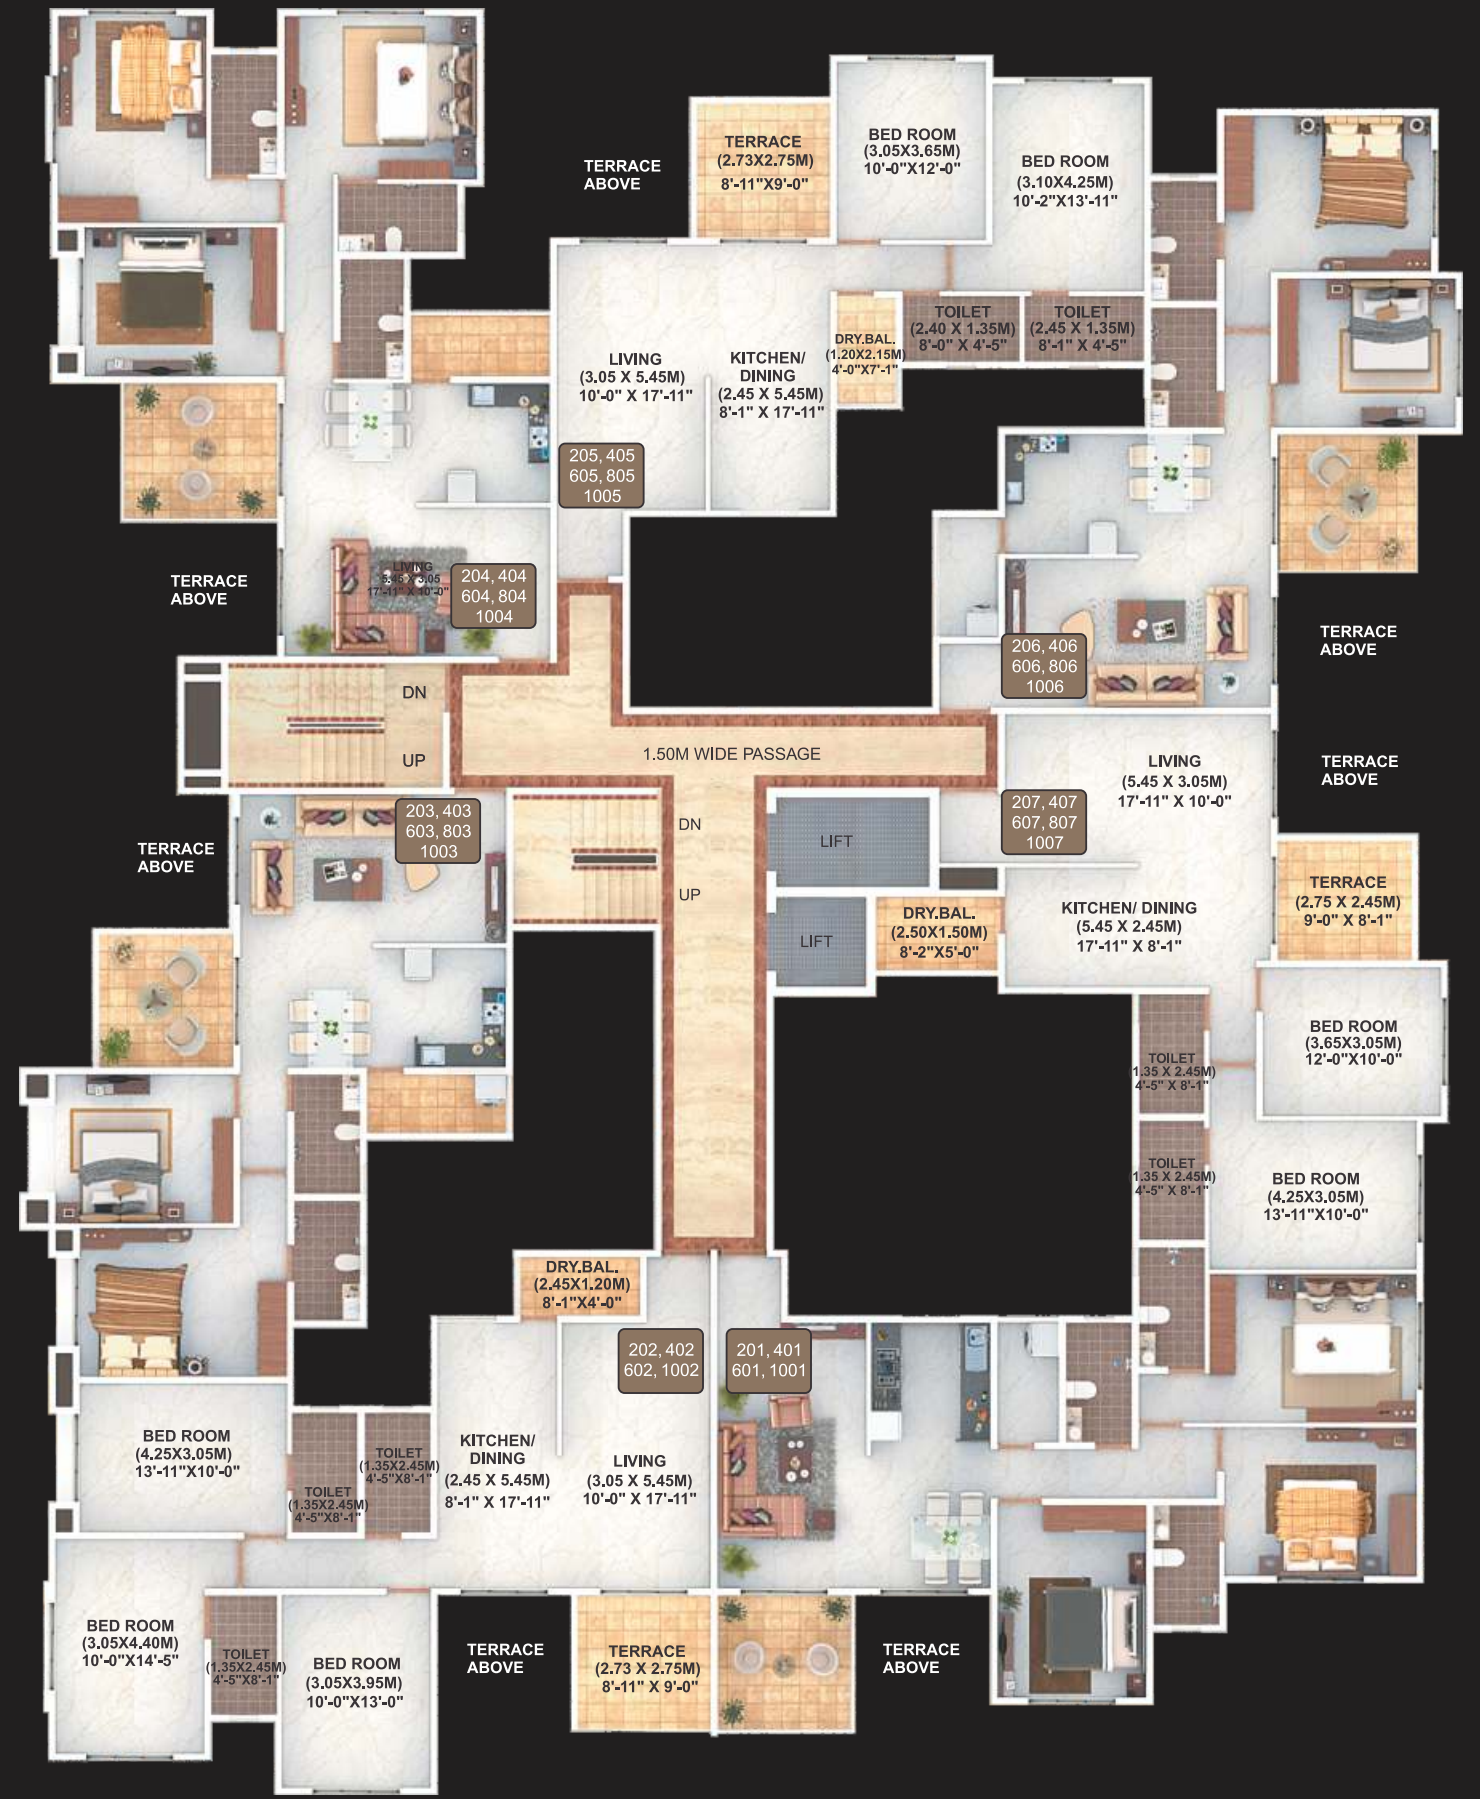 TERRACE
ABOVE
TERRACE
(2.73X2.75M)
8'-11"X9'-0"
BED ROOM
(3.05X3.65M)
10'-0"X12'-0"
BED ROOM
(3.10X4.25M)
10'-2"X13'-11"
LIVING
(3.05 X 5.45M)
10'-0" X 17'-11"
KITCHEN/
DINING
(2.45 X 5.45M)
8'-1" X 17'-11"
DRY.BAL.
(1.20X2.15M)
4'-0"X7'-1"
TOILET
(2.40 X 1.35M)
8'-0" X 4'-5"
TOILET
(2.45 X 1.35M)
8'-1" X 4'-5"
205, 405
605, 805
1005
TERRACE
ABOVE
LIVING
5.45 X 3.05
17'-11" X 10'-0"
204, 404
604, 804
1004
206, 406
606, 806
1006
TERRACE
ABOVE
DN
UP
1.50M WIDE PASSAGE
LIVING
(5.45 X 3.05M)
17'-11" X 10'-0"
TERRACE
ABOVE
203, 403
603, 803
1003
TERRACE
ABOVE
DN
UP
LIFT
207, 407
607, 807
1007
LIFT
DRY.BAL.
(2.50X1.50M)
8'-2"X5'-0"
KITCHEN/ DINING
(5.45 X 2.45M)
17'-11" X 8'-1"
TERRACE
(2.75 X 2.45M)
9'-0" X 8'-1"
BED ROOM
(3.65X3.05M)
12'-0"X10'-0"
TOILET
(1.35 X 2.45M)
4'-5" X 8'-1"
TOILET
(1.35 X 2.45M)
4'-5" X 8'-1"
BED ROOM
(4.25X3.05M)
13'-11"X10'-0"
DRY.BAL.
(2.45X1.20M)
8'-1"X4'-0"
202, 402
602, 1002
201, 401
601, 1001
BED ROOM
(4.25X3.05M)
13'-11"X10'-0"
TOILET
(1.35X2.45M)
4'-5"X8'-1"
TOILET
(1.35X2.45M)
4'-5"X8'-1"
KITCHEN/
DINING
(2.45 X 5.45M)
8'-1" X 17'-11"
LIVING
(3.05 X 5.45M)
10'-0" X 17'-11"
BED ROOM
(3.05X4.40M)
10'-0"X14'-5"
TOILET
(1.35X2.45M)
4'-5"X8'-1"
BED ROOM
(3.05X3.95M)
10'-0"X13'-0"
TERRACE
ABOVE
TERRACE
(2.73 X 2.75M)
8'-11" X 9'-0"
TERRACE
ABOVE